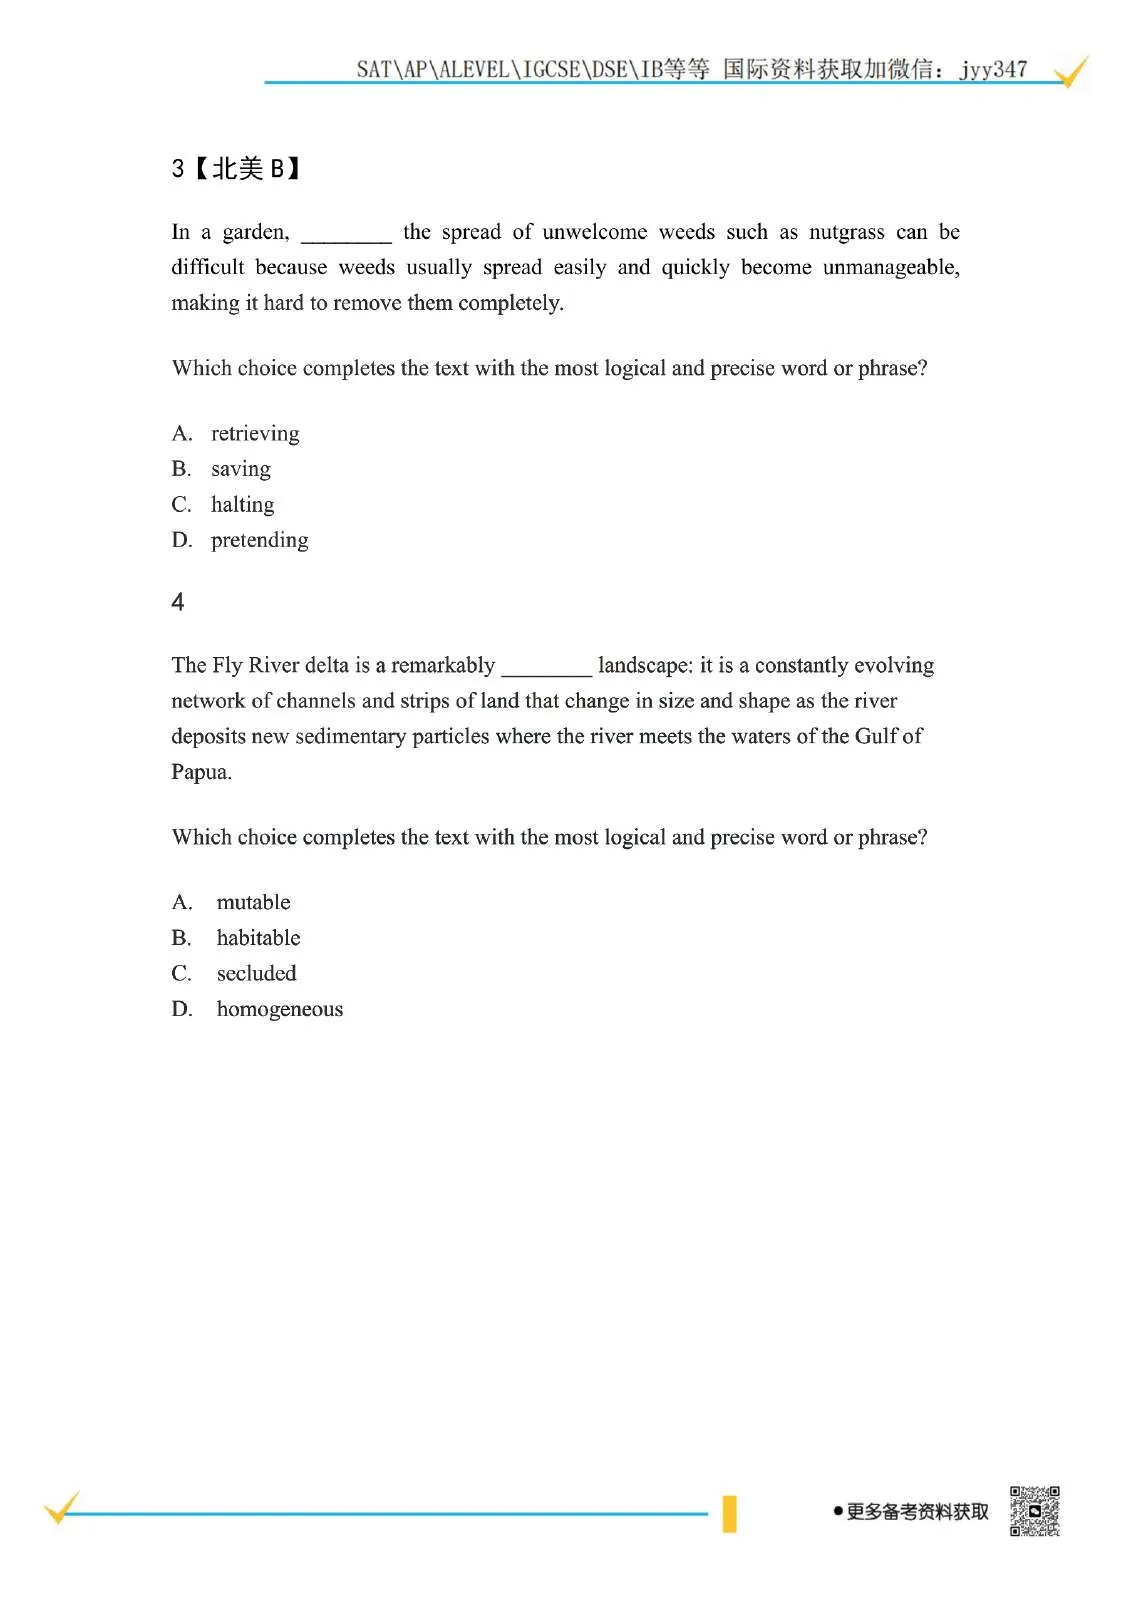 SAT\AP\ALEVEL\IGCSE\DSE\IB等等 国际资料获取加微信：jyy347
3【北美 B】
In a garden, ________ the spread of unwelcome weeds such as nutgrass can be
difficult because weeds usually spread easily and quickly become unmanageable,
making it hard to remove them completely.
Which choice completes the text with the most logical and precise word or phrase?
A. retrieving
B. saving
C. halting
D. pretending
4
The Fly River delta is a remarkably ________ landscape: it is a constantly evolving
network of channels and strips of land that change in size and shape as the river
deposits new sedimentary particles where the river meets the waters of the Gulf of
Papua.
Which choice completes the text with the most logical and precise word or phrase?
A. mutable
B. habitable
C. secluded
D. homogeneous
●更多备考资料获取